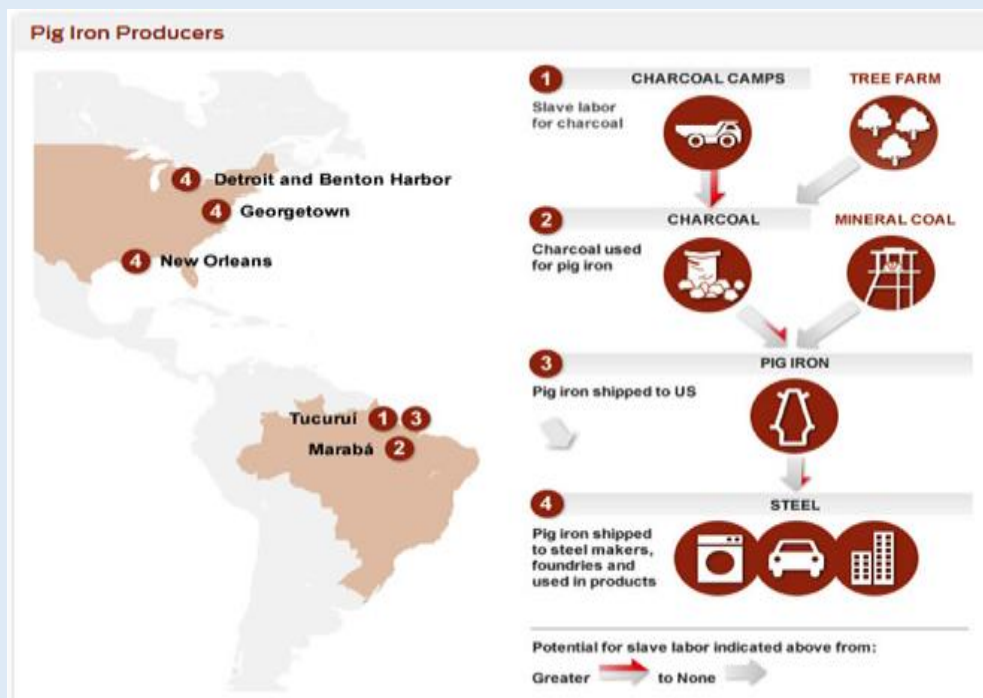 Pig Iron Producers
4 Detroit and Benton Harbor
4 Georgetown
4 New Orleans
Tucuruí 1 3
Marabá 2
1 CHARCOAL CAMPS
Slave labor
for charcoal
TREE FARM
2 CHARCOAL
Charcoal used
for pig iron
MINERAL COAL
3 PIG IRON
Pig iron shipped to US
4 STEEL
Pig iron shipped
to steel makers,
foundries and
used in products
Potential for slave labor indicated above from:
Greater to None